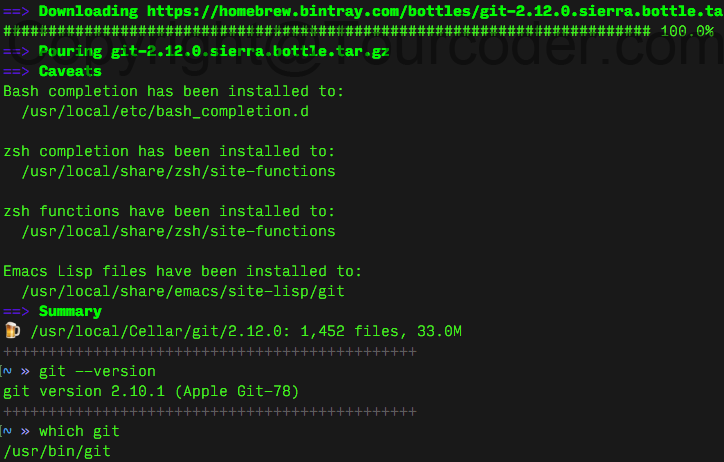 ==> Downloading https://homebrew.bintray.com/bottles/git-2.12.0.sierra.bottle.ta
######################################################################## 100.0%
==> Pouring git-2.12.0.sierra.bottle.tar.gz
==> Caveats
Bash completion has been installed to:
/usr/local/etc/bash_completion.d
zsh completion has been installed to:
/usr/local/share/zsh/site-functions
zsh functions have been installed to:
/usr/local/share/zsh/site-functions
Emacs Lisp files have been installed to:
/usr/local/share/emacs/site-lisp/git
==> Summary
🍺 /usr/local/Cellar/git/2.12.0: 1,452 files, 33.0M
++++++++++++++++++++++++++++++++++++++++++++++
[~ » git --version
git version 2.10.1 (Apple Git-78)
++++++++++++++++++++++++++++++++++++++++++++++
[~ » which git
/usr/bin/git